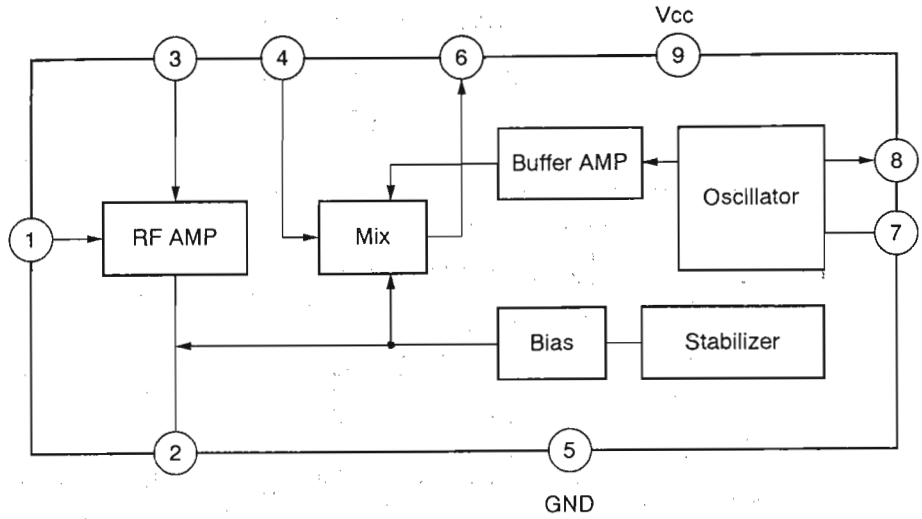 Vcc
3
4
6
9
Buffer AMP
8
Oscillator
1
RF AMP
Mix
7
Bias
Stabilizer
2
5
GND